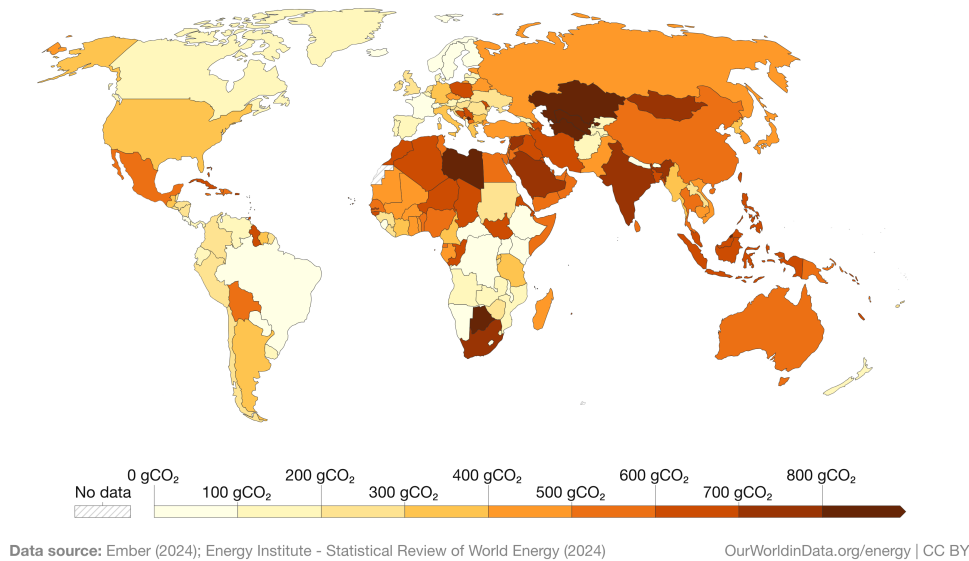 0 gCO₂ 200 gCO₂ 400 gCO₂ 600 gCO₂ 800 gCO₂
No data 100 gCO₂ 300 gCO₂ 500 gCO₂ 700 gCO₂
Data source: Ember (2024); Energy Institute - Statistical Review of World Energy (2024) OurWorldinData.org/energy | CC BY